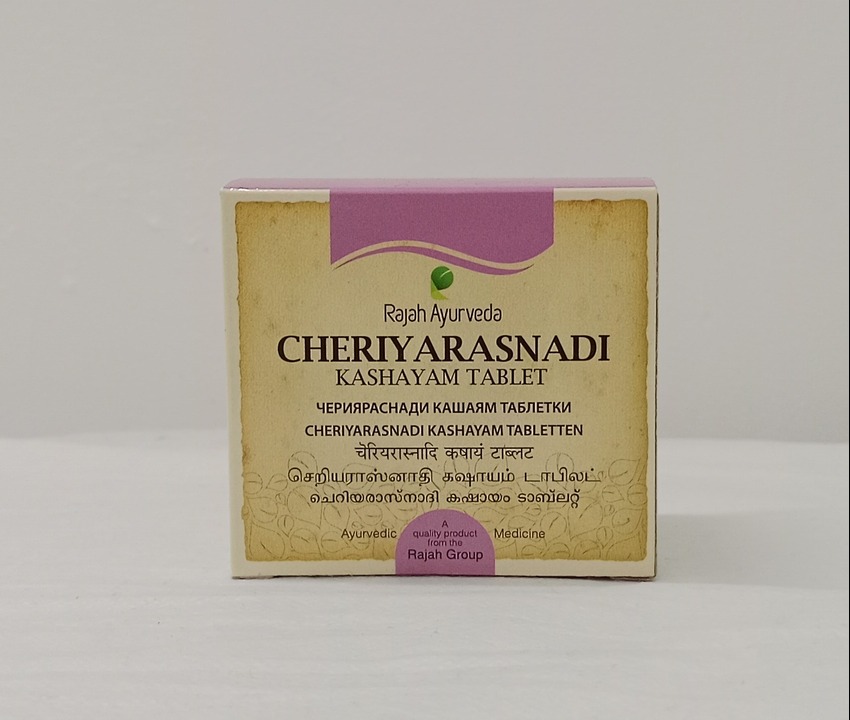 Rajah Ayurveda
CHERIYARASNADI
KASHAYAM TABLET
ЧЕРИЯРАСНАДИ КАШАЯМ ТАБЛЕТКИ
CHERIYARASNADI KASHAYAM TABLETTEN
चॆरियरास्नादि कषायं टाब्लट
செறியராஸ்னாதி கஷாயம் டாபிலட்
ചെറിയരാസ്നാദി കഷായം ടാബ്ലറ്റ്
Ayurvedic Medicine
A
quality product
from the
Rajah Group